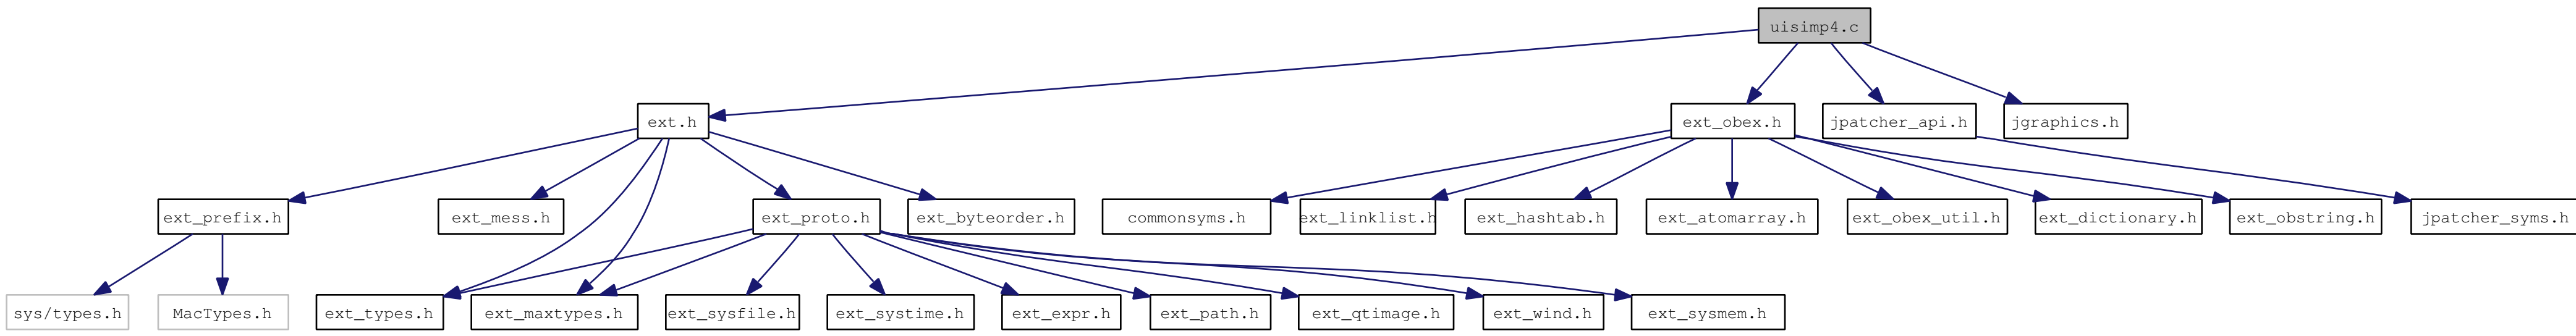 uisimp4.c
ext.h
ext_obex.h
jpatcher_api.h
jgraphics.h
ext_prefix.h
ext_mess.h
ext_proto.h
ext_byteorder.h
commonsyms.h
ext_linklist.h
ext_hashtab.h
ext_atomarray.h
ext_obex_util.h
ext_dictionary.h
ext_obstring.h
jpatcher_syms.h
sys/types.h
MacTypes.h
ext_types.h
ext_maxtypes.h
ext_sysfile.h
ext_systime.h
ext_expr.h
ext_path.h
ext_qtimage.h
ext_wind.h
ext_sysmem.h